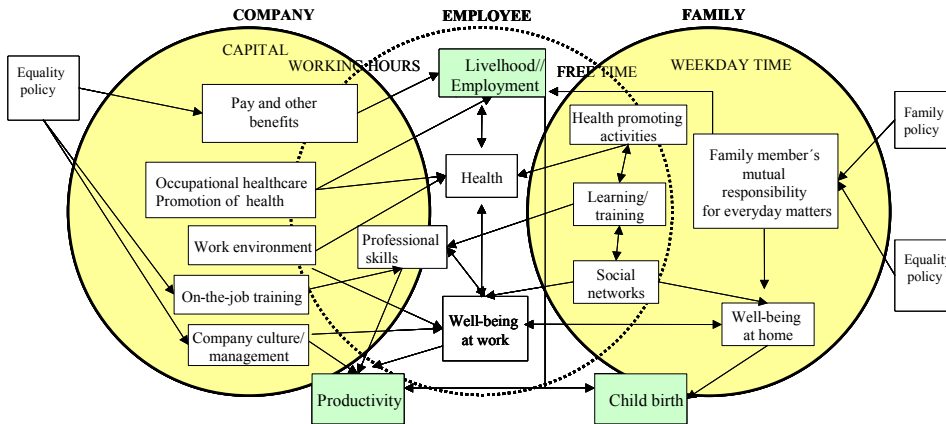 COMPANY
EMPLOYEE
FAMILY
CAPITAL
WORKING HOURS
FREE TIME
WEEKDAY TIME
Equality
policy
Pay and other
benefits
Livelhood//
Employment
Health promoting
activities
Family
policy
Family member´s
mutual
responsibility
for everyday matters
Occupational healthcare
Promotion of health
Health
Learning/
training
Work environment
Professional
skills
Equality
policy
On-the-job training
Social
networks
Company culture/
management
Well-being
at work
Well-being
at home
Productivity
Child birth